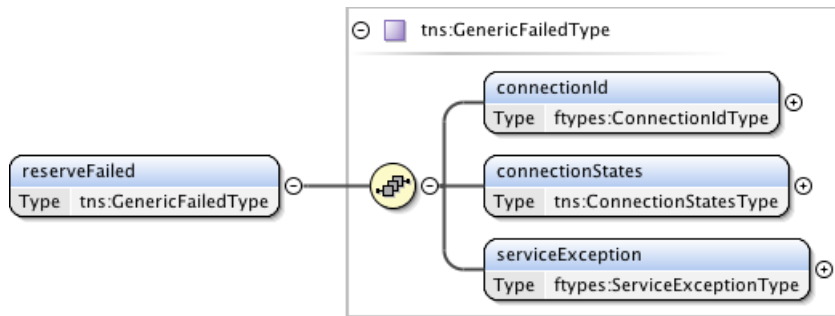 tns:GenericFailedType
connectionId
Type ftypes:ConnectionIdType
reserveFailed
Type tns:GenericFailedType
connectionStates
Type tns:ConnectionStatesType
serviceException
Type ftypes:ServiceExceptionType